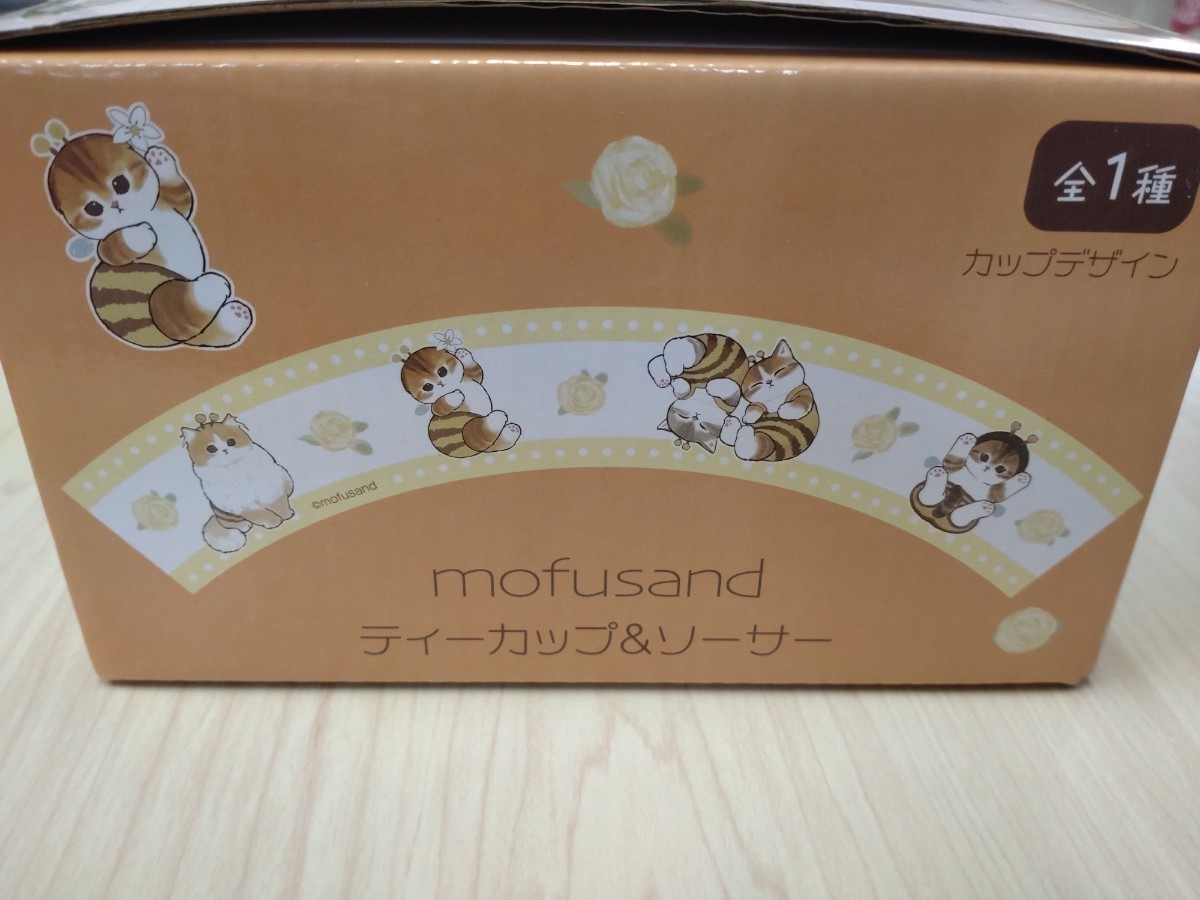 全1種
カップデザイン
©mofusand
mofusand
ティーカップ&ソーサー